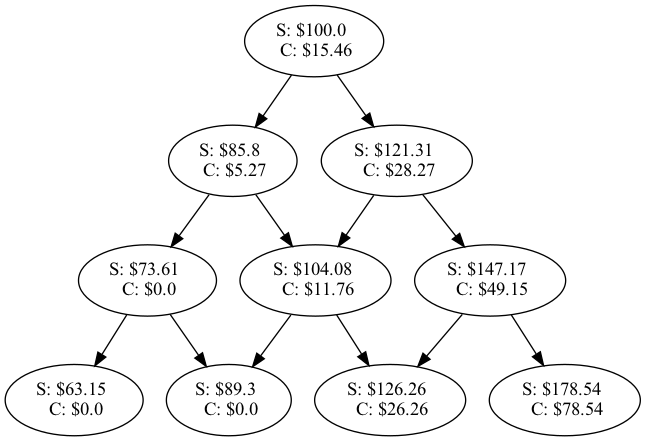 S: $100.0
C: $15.46
S: $85.8
C: $5.27
S: $121.31
C: $28.27
S: $73.61
C: $0.0
S: $104.08
C: $11.76
S: $147.17
C: $49.15
S: $63.15
C: $0.0
S: $89.3
C: $0.0
S: $126.26
C: $26.26
S: $178.54
C: $78.54